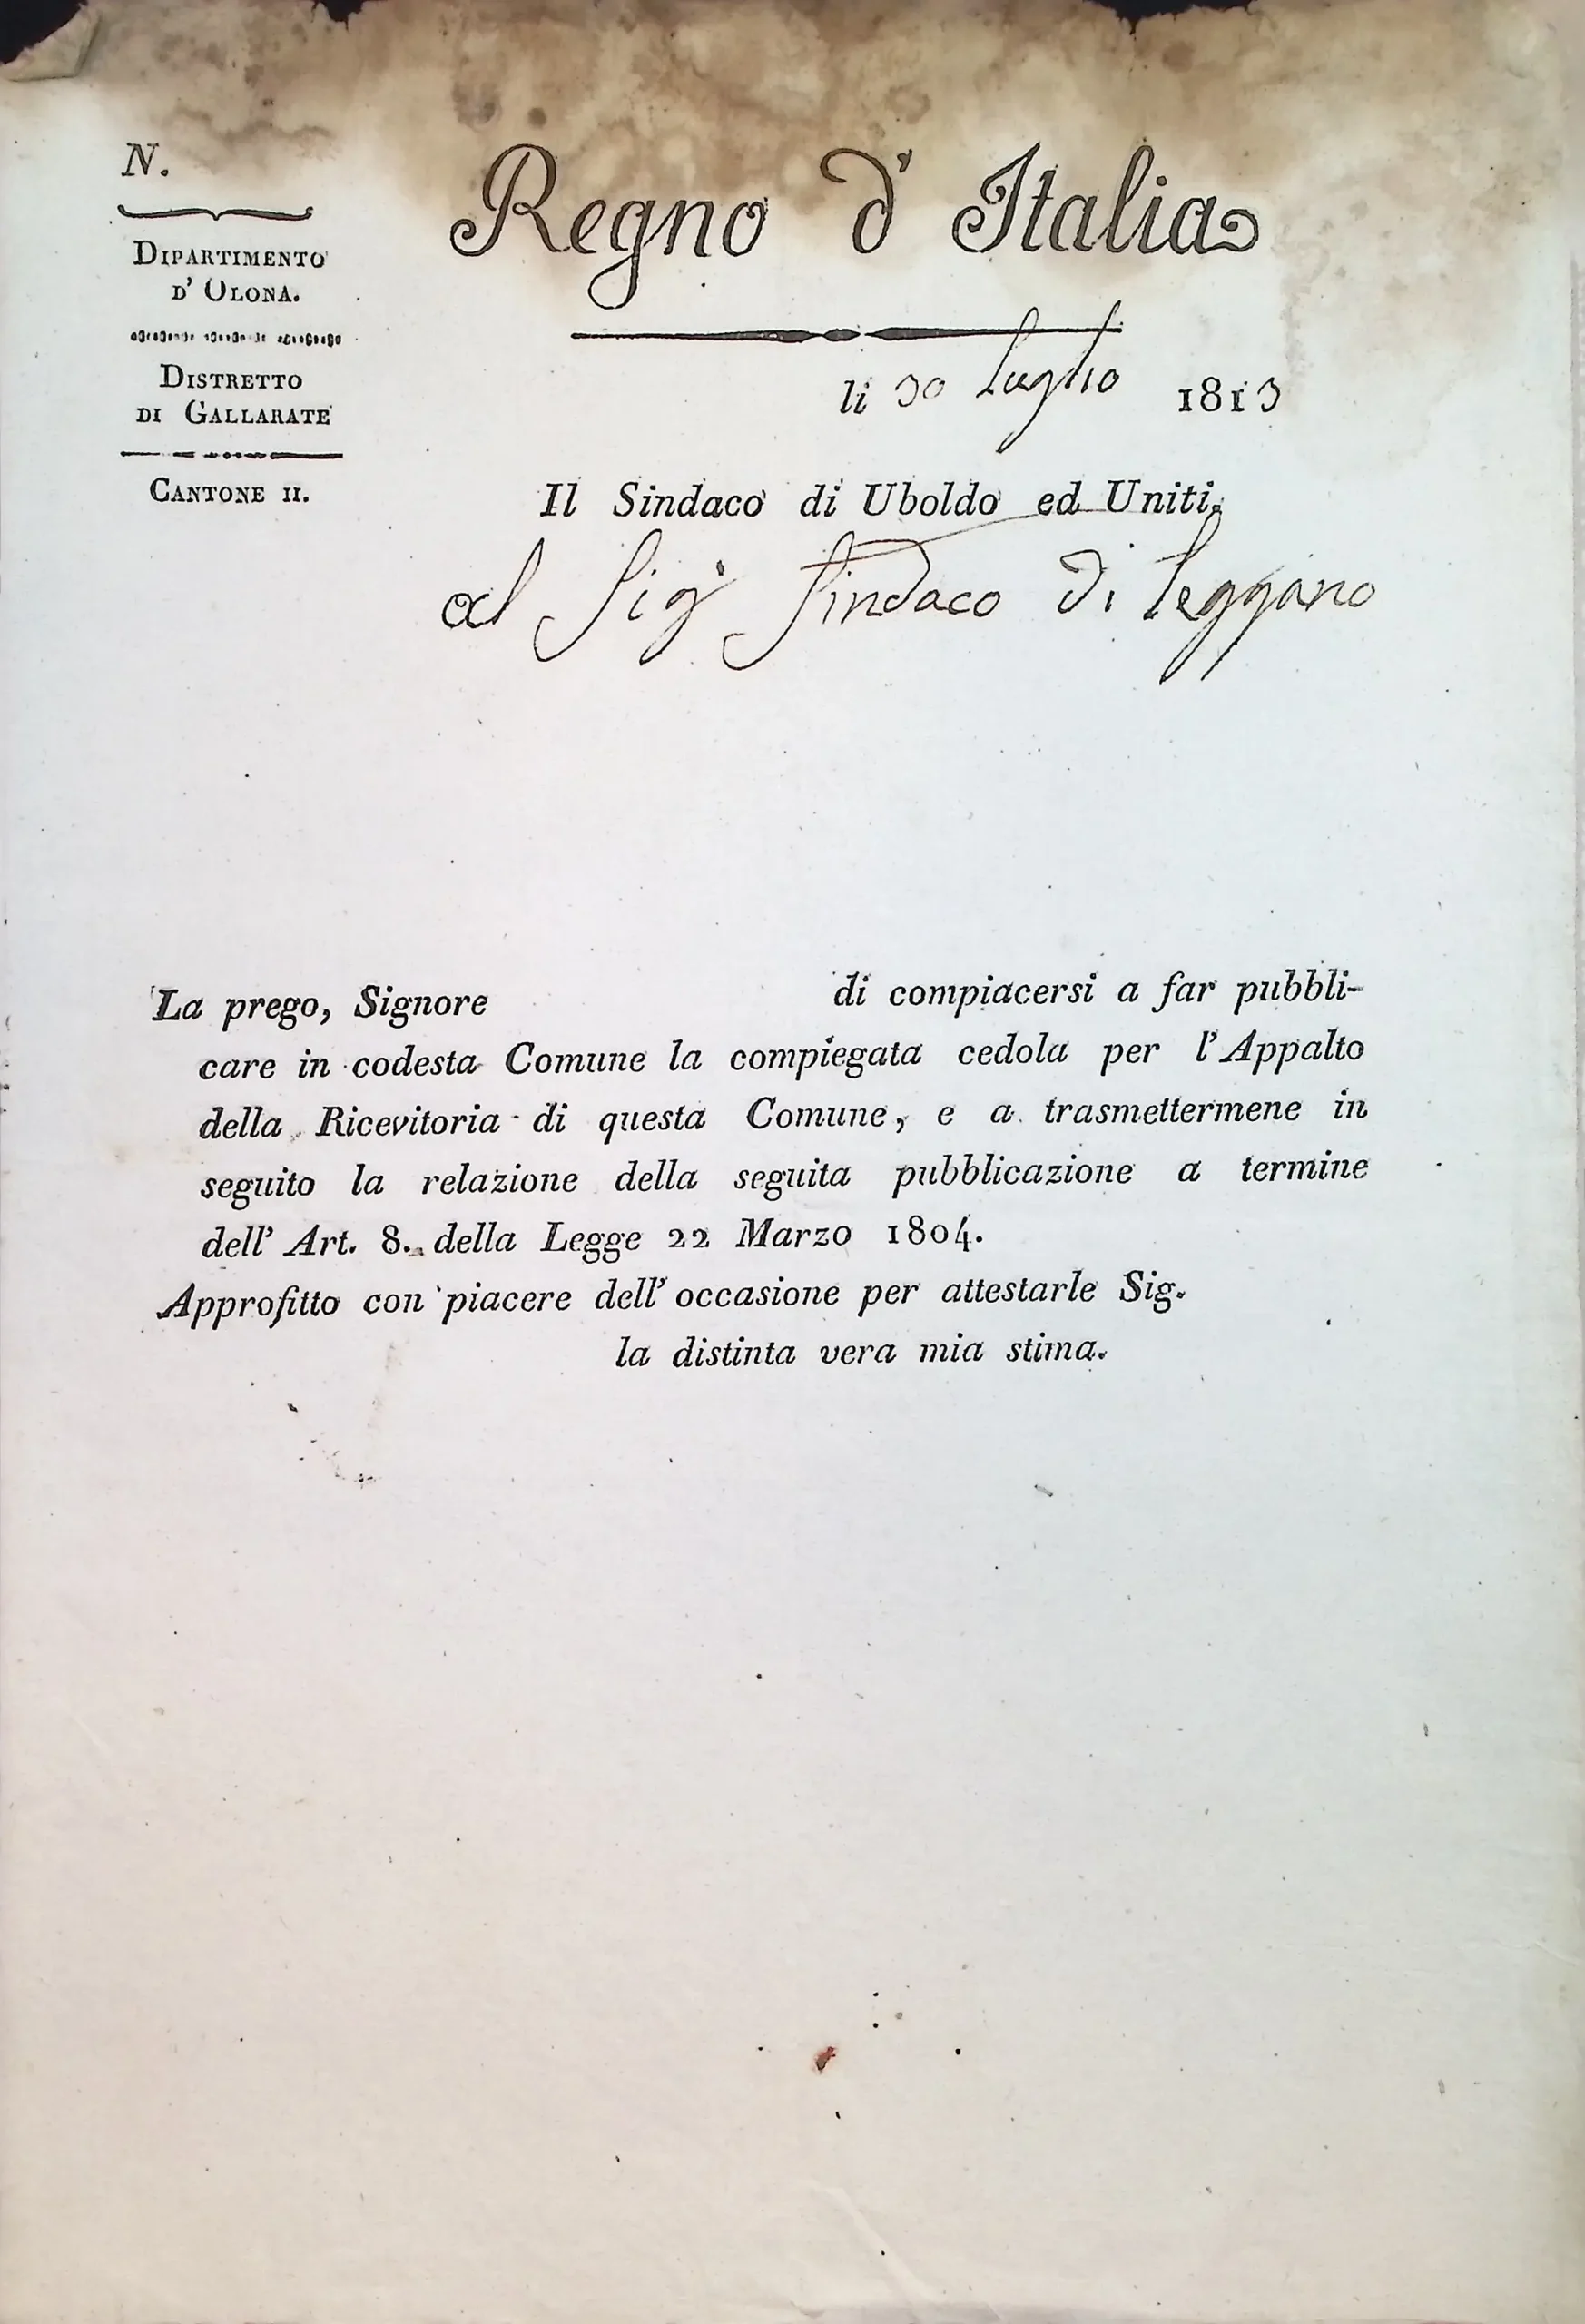 N.
DIPARTIMENTO
D' OLONA.
DISTRETTO
DI GALLARATE
CANTONE II.
Regno d' Italia
li 30 Luglio 1813
Il Sindaco di Uboldo ed Uniti.
al Sigr Sindaco di Leggano
La prego, Signore di compiacersi a far pubbli-
care in codesta Comune la compiegata cedola per l' Appalto
della Ricevitoria di questa Comune, e a trasmettermene in
seguito la relazione della seguita pubblicazione a termine
dell' Art. 8. della Legge 22 Marzo 1804.
Approfitto con piacere dell' occasione per attestarle Sig.
la distinta vera mia stima.